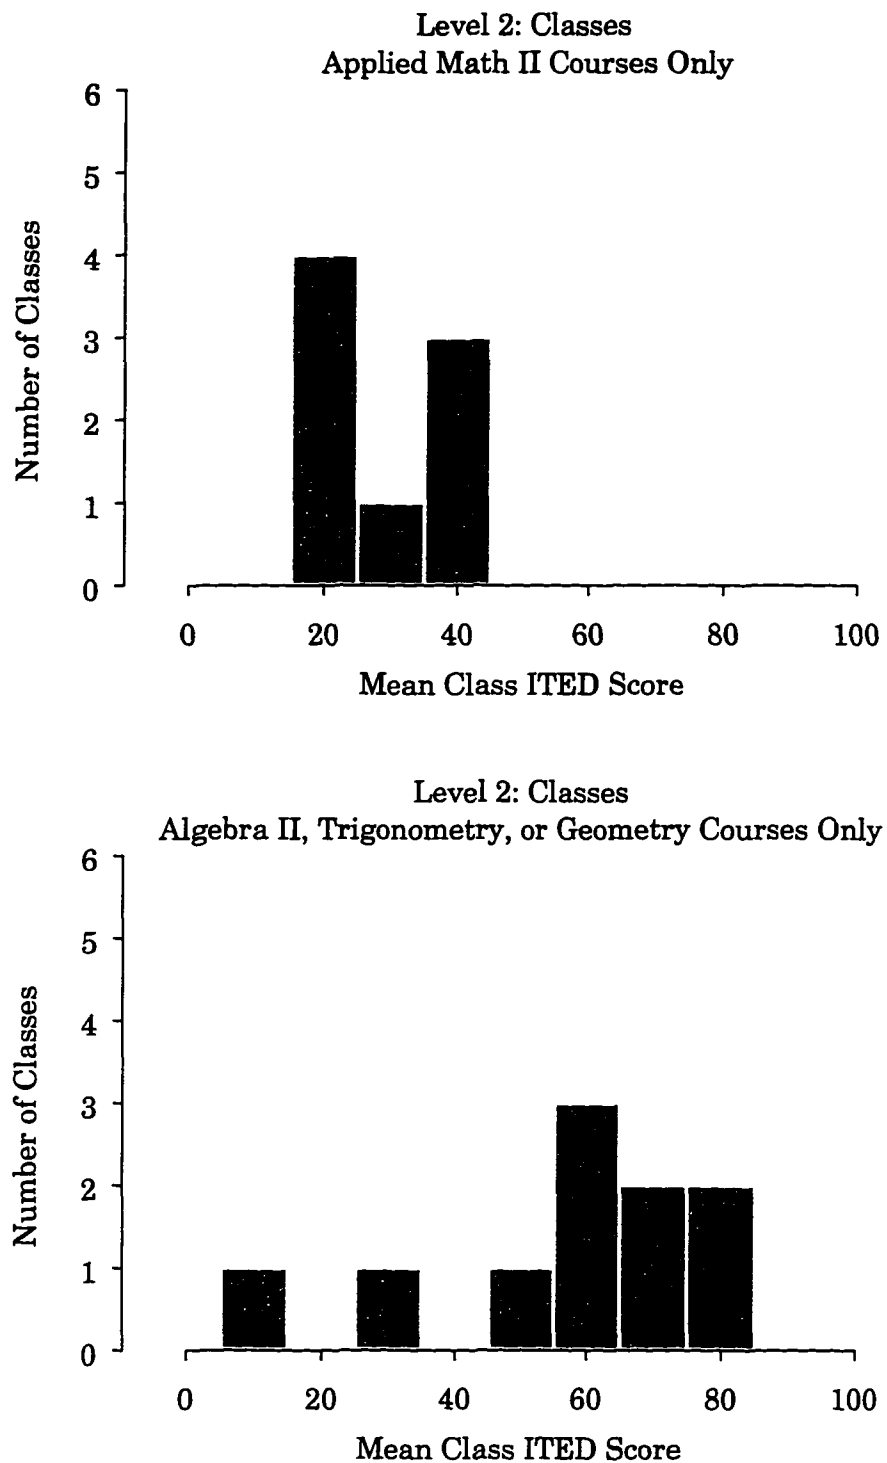 Level 2: Classes
Applied Math II Courses Only
6
5
4
3
2
1
0
Number of Classes
0 20 40 60 80 100
Mean Class ITED Score
Level 2: Classes
Algebra II, Trigonometry, or Geometry Courses Only
6
5
4
3
2
1
0
Number of Classes
0 20 40 60 80 100
Mean Class ITED Score